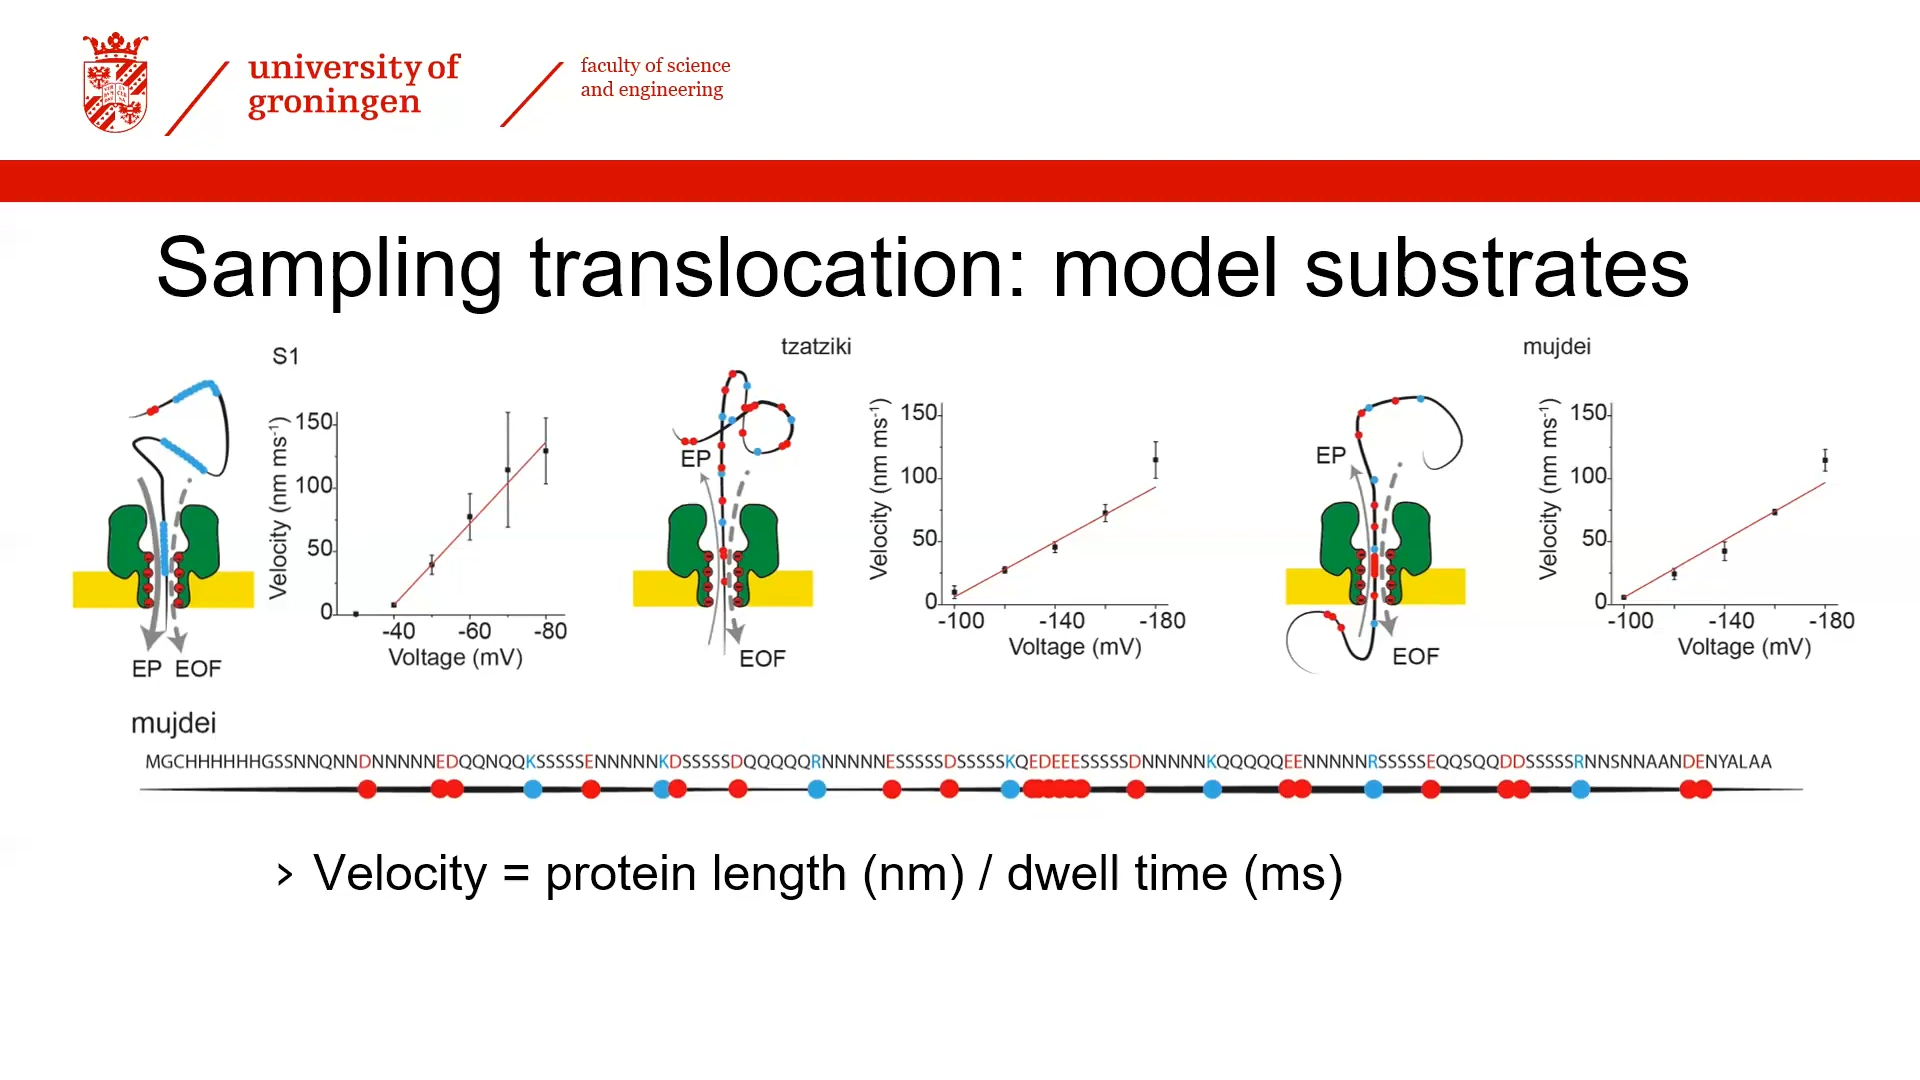 university of
groningen
faculty of science
and engineering
Sampling translocation: model substrates
S1
Velocity (nm ms⁻¹)
150
100
50
0
-40 -60 -80
Voltage (mV)
EP EOF
tzatziki
EP
Velocity (nm ms⁻¹)
150
100
50
0
-100 -140 -180
Voltage (mV)
EOF
mujdei
EP
Velocity (nm ms⁻¹)
150
100
50
0
-100 -140 -180
Voltage (mV)
EOF
mujdei
MGCHHHHHHGSSNNQNNDNNNNNEDQQNQQKSSSSSENNNNNKDSSSSSDQQQQQRNNNNNESSSSSDSSSSSKQEDEEESSSSSDNNNNNKQQQQQEENNNNNRSSSSSEQQSQQDDSSSSSRNNSNNAANDENYALAA
› Velocity = protein length (nm) / dwell time (ms)